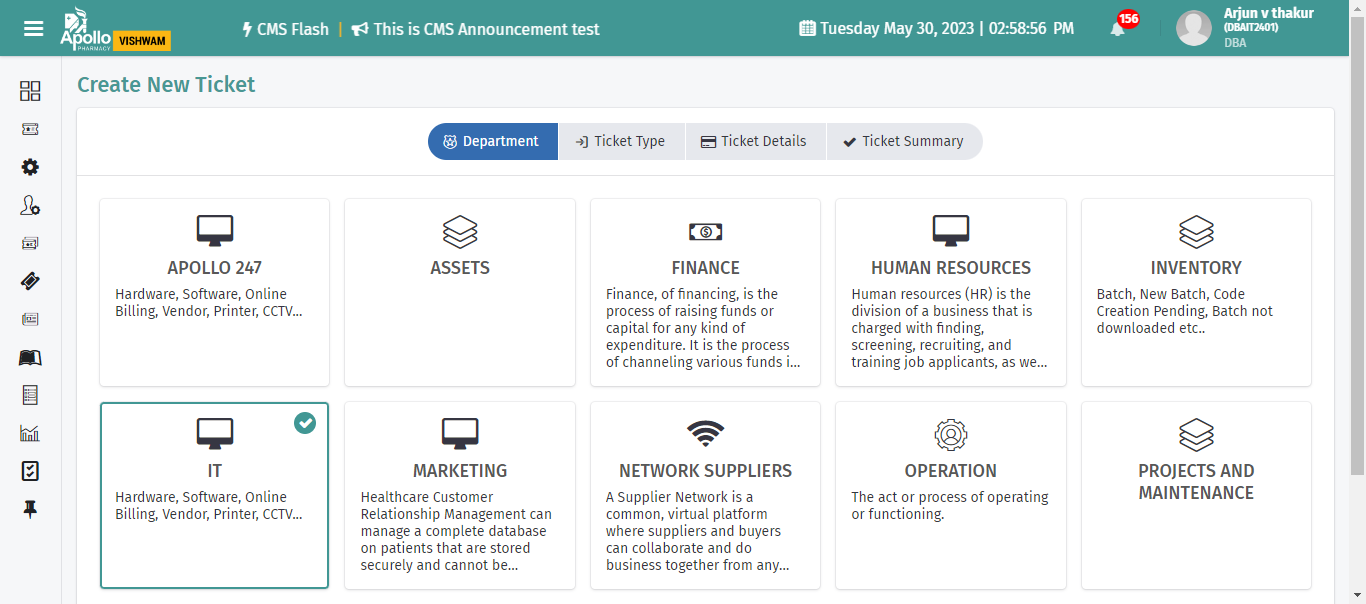 Apollo
PHARMACY
VISHWAM
CMS Flash | This is CMS Announcement test
Tuesday May 30, 2023 | 02:58:56 PM
156
Arjun v thakur
(DBAIT2401)
DBA
Create New Ticket
Department
Ticket Type
Ticket Details
Ticket Summary
APOLLO 247
Hardware, Software, Online
Billing, Vendor, Printer, CCTV...
ASSETS
FINANCE
Finance, of financing, is the
process of raising funds or
capital for any kind of
expenditure. It is the process
of channeling various funds i...
HUMAN RESOURCES
Human resources (HR) is the
division of a business that is
charged with finding,
screening, recruiting, and
training job applicants, as we...
INVENTORY
Batch, New Batch, Code
Creation Pending, Batch not
downloaded etc..
IT
Hardware, Software, Online
Billing, Vendor, Printer, CCTV...
MARKETING
Healthcare Customer
Relationship Management can
manage a complete database
on patients that are stored
securely and cannot be...
NETWORK SUPPLIERS
A Supplier Network is a
common, virtual platform
where suppliers and buyers
can collaborate and do
business together from any...
OPERATION
The act or process of operating
or functioning.
PROJECTS AND
MAINTENANCE